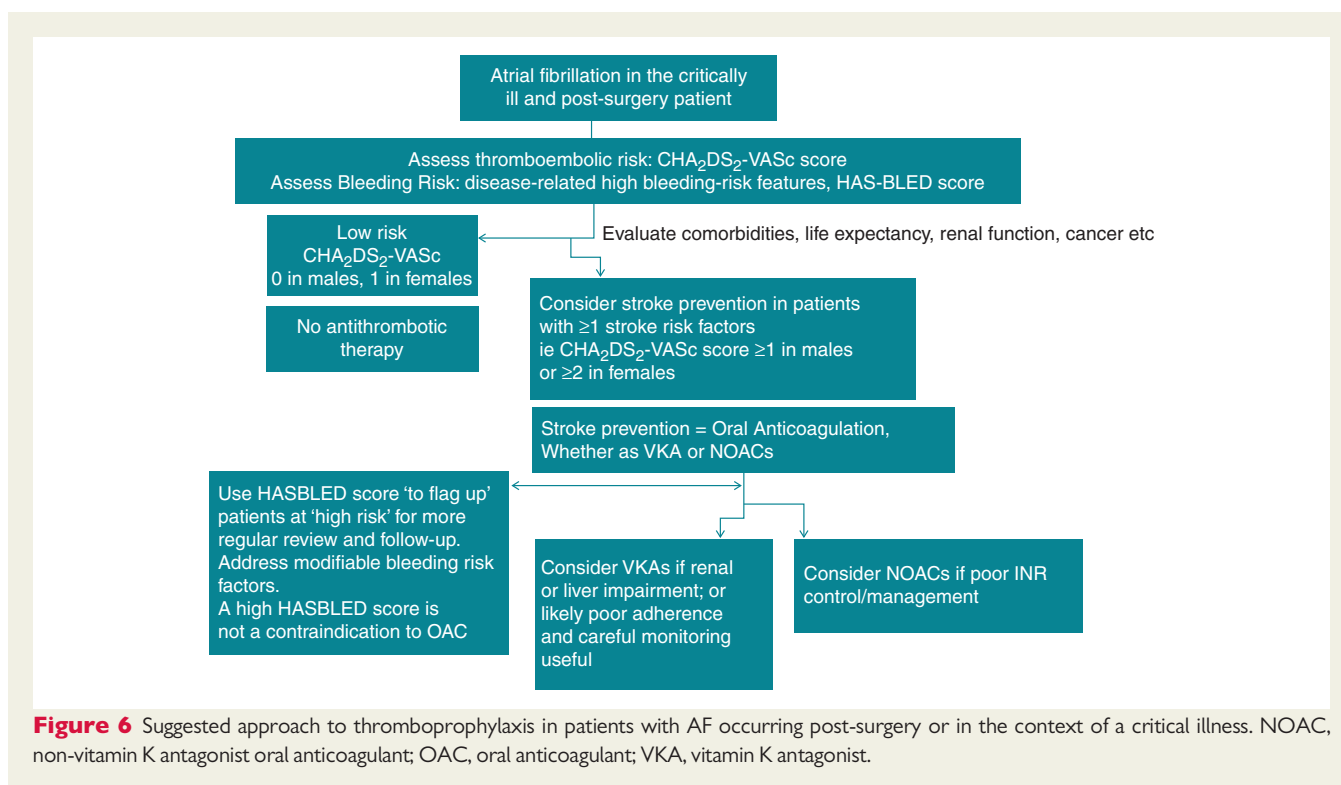 Atrial fibrillation in the critically
ill and post-surgery patient
Assess thromboembolic risk: CHA₂DS₂-VASc score
Assess Bleeding Risk: disease-related high bleeding-risk features, HAS-BLED score
Low risk
CHA₂DS₂-VASc
0 in males, 1 in females
Evaluate comorbidities, life expectancy, renal function, cancer etc
No antithrombotic
therapy
Consider stroke prevention in patients
with ≥1 stroke risk factors
ie CHA₂DS₂-VASc score ≥1 in males
or ≥2 in females
Stroke prevention = Oral Anticoagulation,
Whether as VKA or NOACs
Use HASBLED score ‘to flag up’
patients at ‘high risk’ for more
regular review and follow-up.
Address modifiable bleeding risk
factors.
A high HASBLED score is
not a contraindication to OAC
Consider VKAs if renal
or liver impairment; or
likely poor adherence
and careful monitoring
useful
Consider NOACs if poor INR
control/management
Figure 6 Suggested approach to thromboprophylaxis in patients with AF occurring post-surgery or in the context of a critical illness. NOAC,
non-vitamin K antagonist oral anticoagulant; OAC, oral anticoagulant; VKA, vitamin K antagonist.